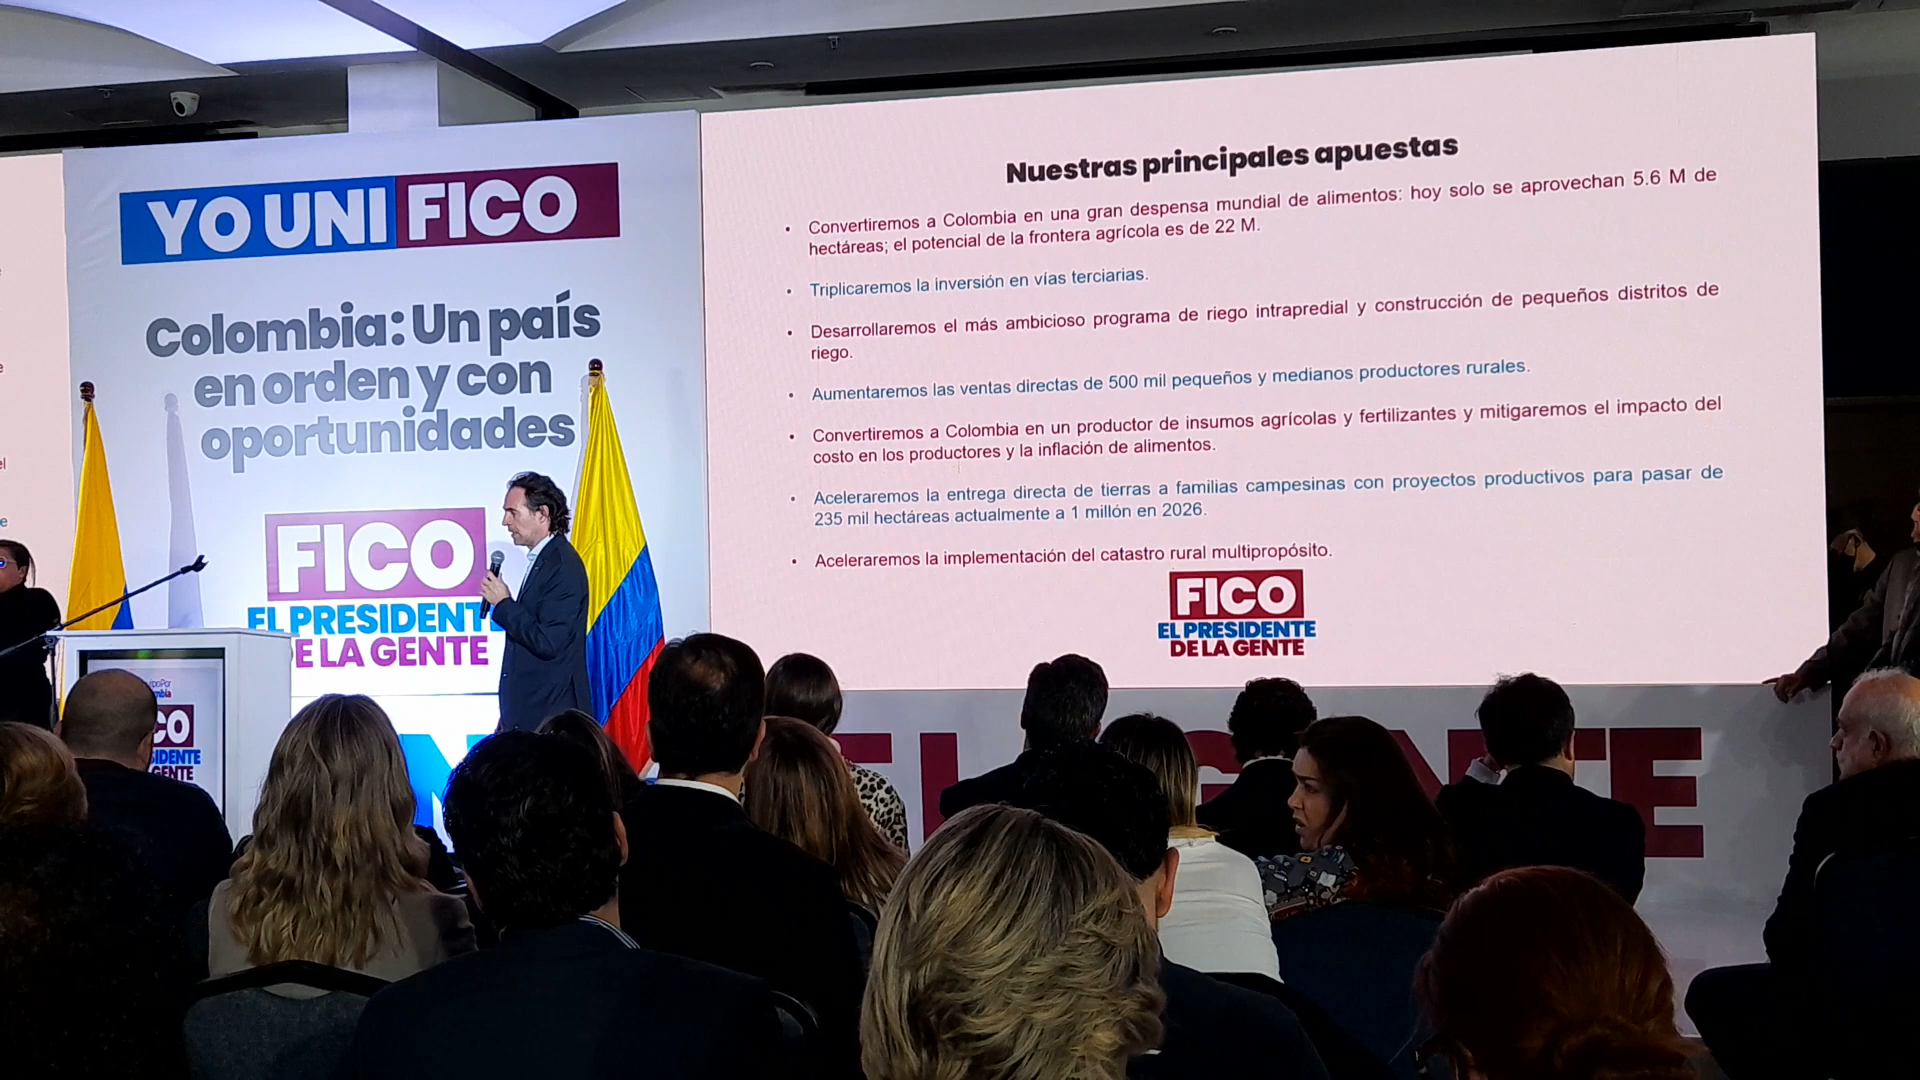 YO UNI FICO
Colombia: Un país
en orden y con
oportunidades
FICO
EL PRESIDENT
E LA GENTE
Nuestras principales apuestas
• Convertiremos a Colombia en una gran despensa mundial de alimentos: hoy solo se aprovechan 5.6 M de
hectáreas; el potencial de la frontera agrícola es de 22 M.
• Triplicaremos la inversión en vías terciarias.
• Desarrollaremos el más ambicioso programa de riego intrapredial y construcción de pequeños distritos de
riego.
• Aumentaremos las ventas directas de 500 mil pequeños y medianos productores rurales.
• Convertiremos a Colombia en un productor de insumos agrícolas y fertilizantes y mitigaremos el impacto del
costo en los productores y la inflación de alimentos.
• Aceleraremos la entrega directa de tierras a familias campesinas con proyectos productivos para pasar de
235 mil hectáreas actualmente a 1 millón en 2026.
• Aceleraremos la implementación del catastro rural multipropósito.
FICO
EL PRESIDENTE
DE LA GENTE
CO
SIDENTE
GENTE